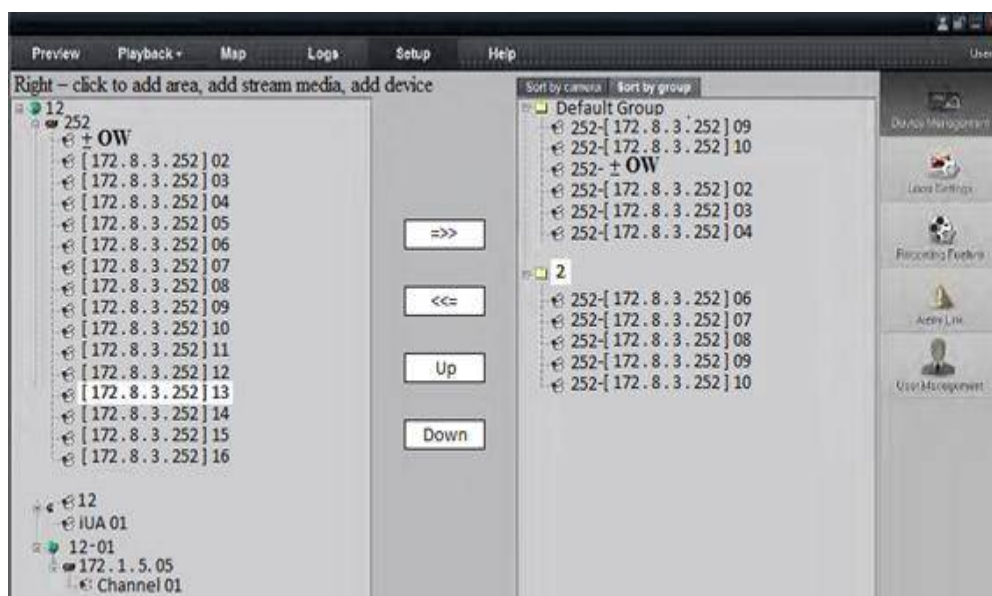 Preview Playback Map Logs Setup Help User
Right – click to add area, add stream media, add device
12
252
± OW
[172.8.3.252]02
[172.8.3.252]03
[172.8.3.252]04
[172.8.3.252]05
[172.8.3.252]06
[172.8.3.252]07
[172.8.3.252]08
[172.8.3.252]09
[172.8.3.252]10
[172.8.3.252]11
[172.8.3.252]12
[172.8.3.252]13
[172.8.3.252]14
[172.8.3.252]15
[172.8.3.252]16
12
iUA 01
12-01
172.1.5.05
Channel 01
=>>
<<=
Up
Down
Sort by camera Sort by group
Default Group
252-[172.8.3.252]09
252-[172.8.3.252]10
252- ± OW
252-[172.8.3.252]02
252-[172.8.3.252]03
252-[172.8.3.252]04
2
252-[172.8.3.252]06
252-[172.8.3.252]07
252-[172.8.3.252]08
252-[172.8.3.252]09
252-[172.8.3.252]10
Device Management
User Management